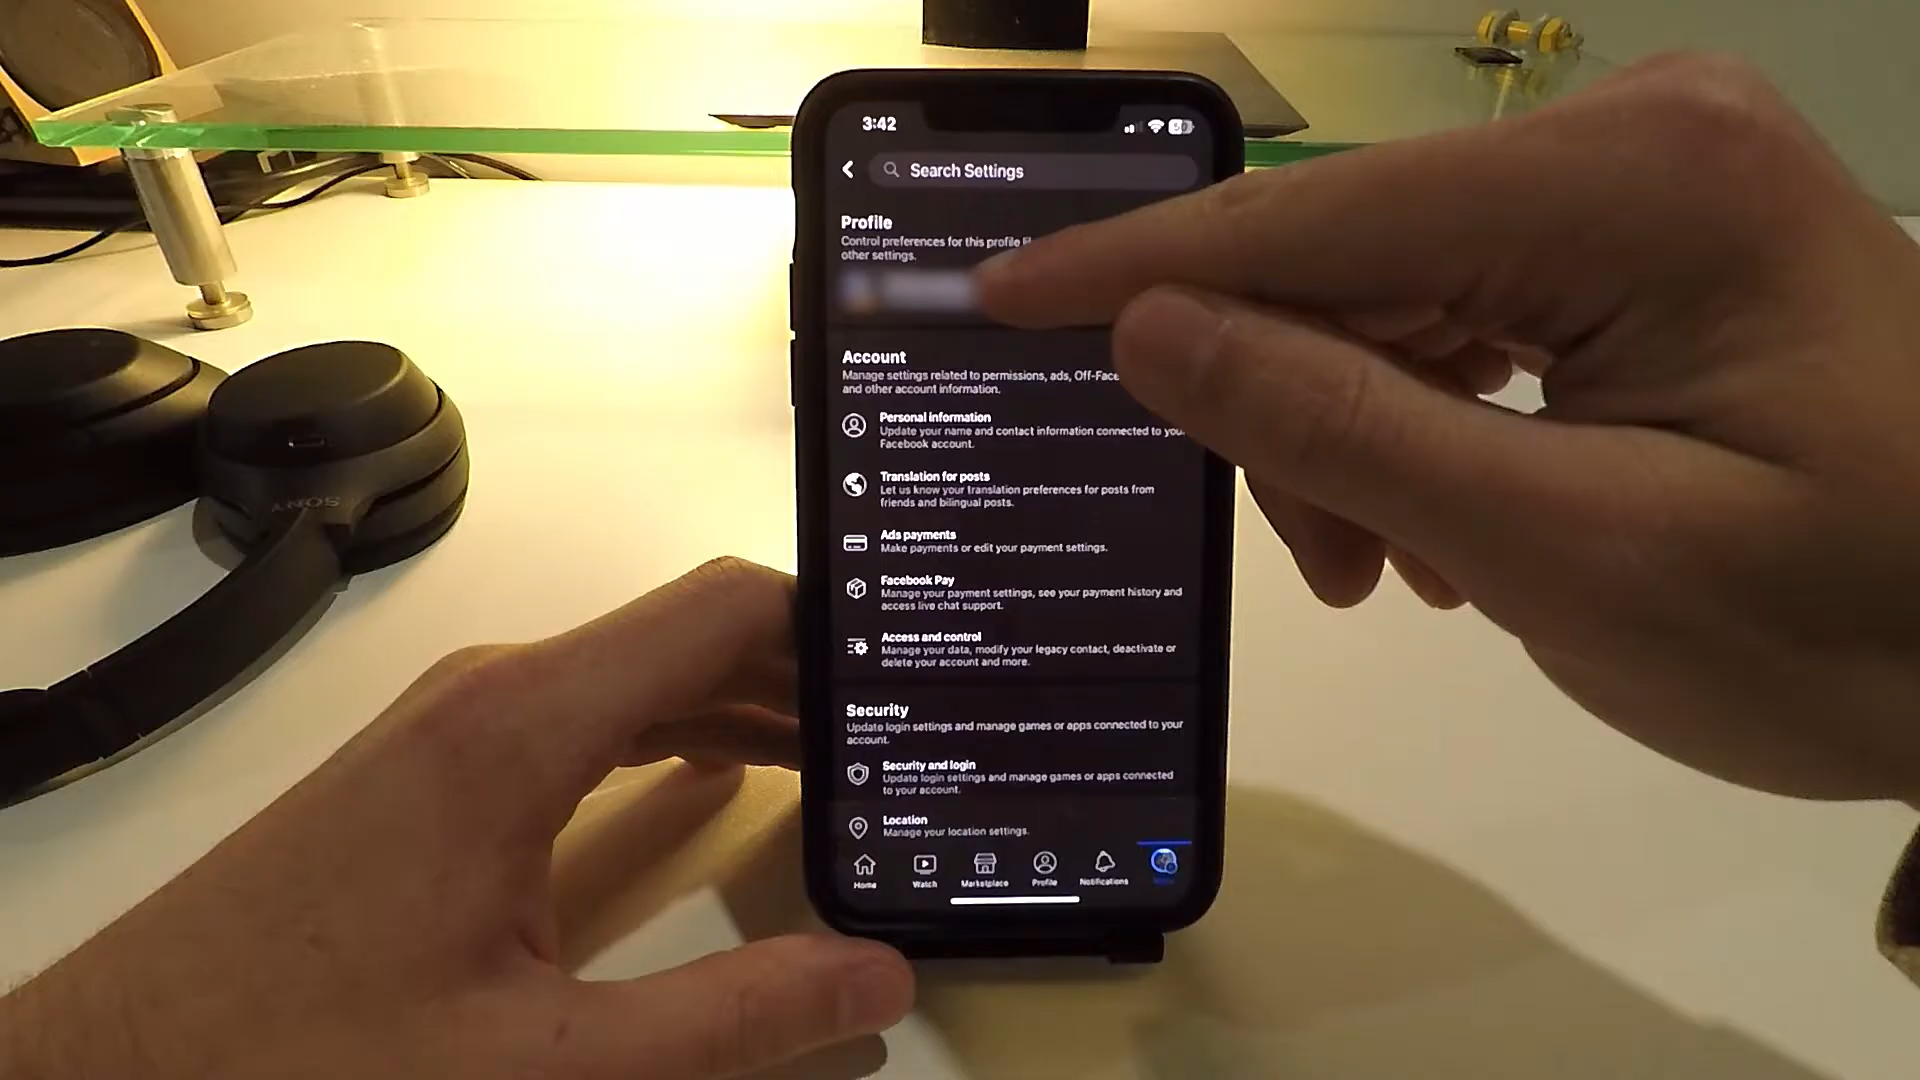 3:42
50
Search Settings
Profile
Control preferences for this profile
other settings.
Account
Manage settings related to permissions, ads, Off-Face
and other account information.
Personal information
Update your name and contact information connected to your
Facebook account.
Translation for posts
Let us know your translation preferences for posts from
friends and bilingual posts.
Ads payments
Make payments or edit your payment settings.
Facebook Pay
Manage your payment settings, see your payment history and
access live chat support.
Access and control
Manage your data, modify your legacy contact, deactivate or
delete your account and more.
Security
Update login settings and manage games or apps connected to your
account.
Security and login
Update login settings and manage games or apps connected
to your account.
Location
Manage your location settings.
Home Watch Marketplace Profile Notifications
SONY